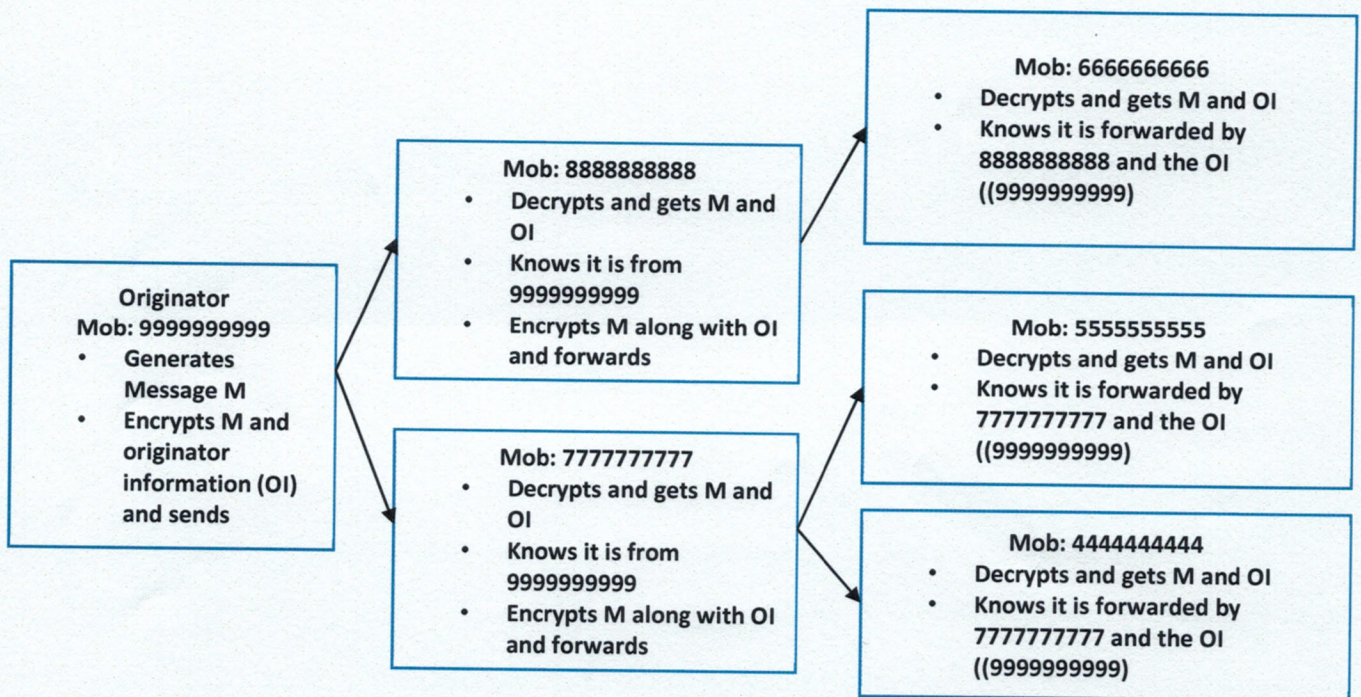 Originator
Mob: 9999999999
• Generates
Message M
• Encrypts M and
originator
information (OI)
and sends
Mob: 8888888888
• Decrypts and gets M and
OI
• Knows it is from
9999999999
• Encrypts M along with OI
and forwards
Mob: 7777777777
• Decrypts and gets M and
OI
• Knows it is from
9999999999
• Encrypts M along with OI
and forwards
Mob: 6666666666
• Decrypts and gets M and OI
• Knows it is forwarded by
8888888888 and the OI
((9999999999)
Mob: 5555555555
• Decrypts and gets M and OI
• Knows it is forwarded by
7777777777 and the OI
((9999999999)
Mob: 4444444444
• Decrypts and gets M and OI
• Knows it is forwarded by
7777777777 and the OI
((9999999999)